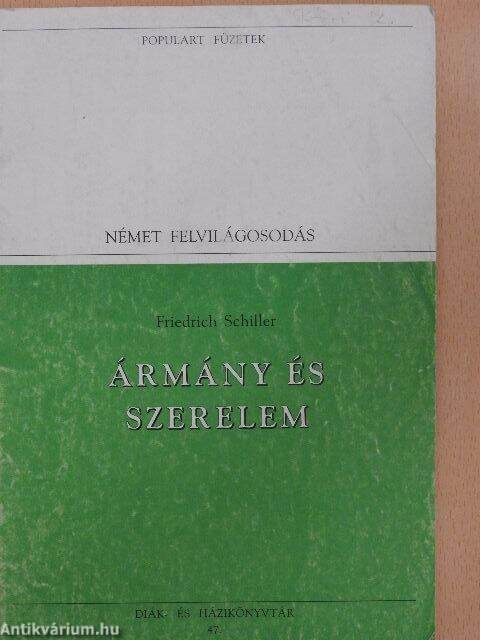 POPULART FÜZETEK
NÉMET FELVILÁGOSODÁS
Friedrich Schiller
ÁRMÁNY ÉS
SZERELEM
DIÁK- ÉS HÁZIKÖNYVTÁR
47.
Antikvárium.hu